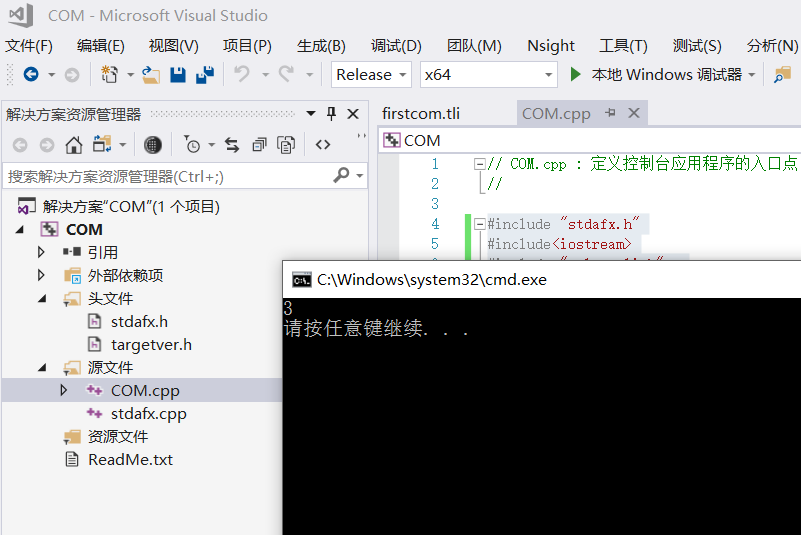 COM - Microsoft Visual Studio
文件(F) 编辑(E) 视图(V) 项目(P) 生成(B) 调试(D) 团队(M) Nsight 工具(T) 测试(S) 分析(N)
Release x64 本地 Windows 调试器
解决方案资源管理器
firstcom.tli COM.cpp
COM
搜索解决方案资源管理器(Ctrl+;)
1 // COM.cpp : 定义控制台应用程序的入口点
2 //
3
4 #include "stdafx.h"
5 #include<iostream>
解决方案"COM"(1 个项目)
COM
引用
外部依赖项
头文件
stdafx.h
targetver.h
源文件
COM.cpp
stdafx.cpp
资源文件
ReadMe.txt
C:\Windows\system32\cmd.exe
3
请按任意键继续. . .